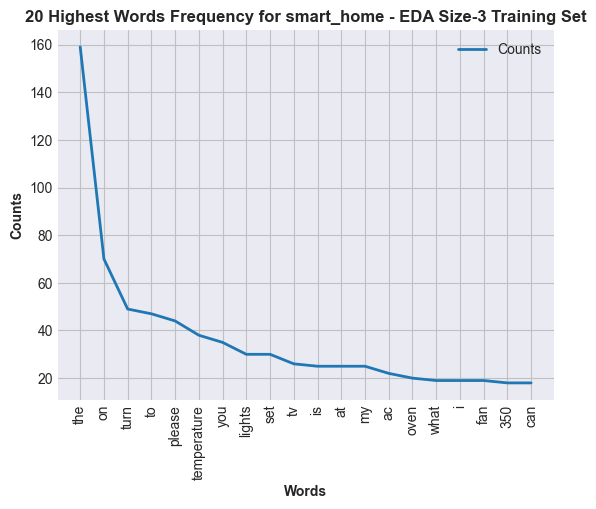 20 Highest Words Frequency for smart_home - EDA Size-3 Training Set
Counts
160
140
120
100
80
60
40
20
Counts
the
on
turn
to
please
temperature
you
lights
set
tv
is
at
my
ac
oven
what
i
fan
350
can
Words